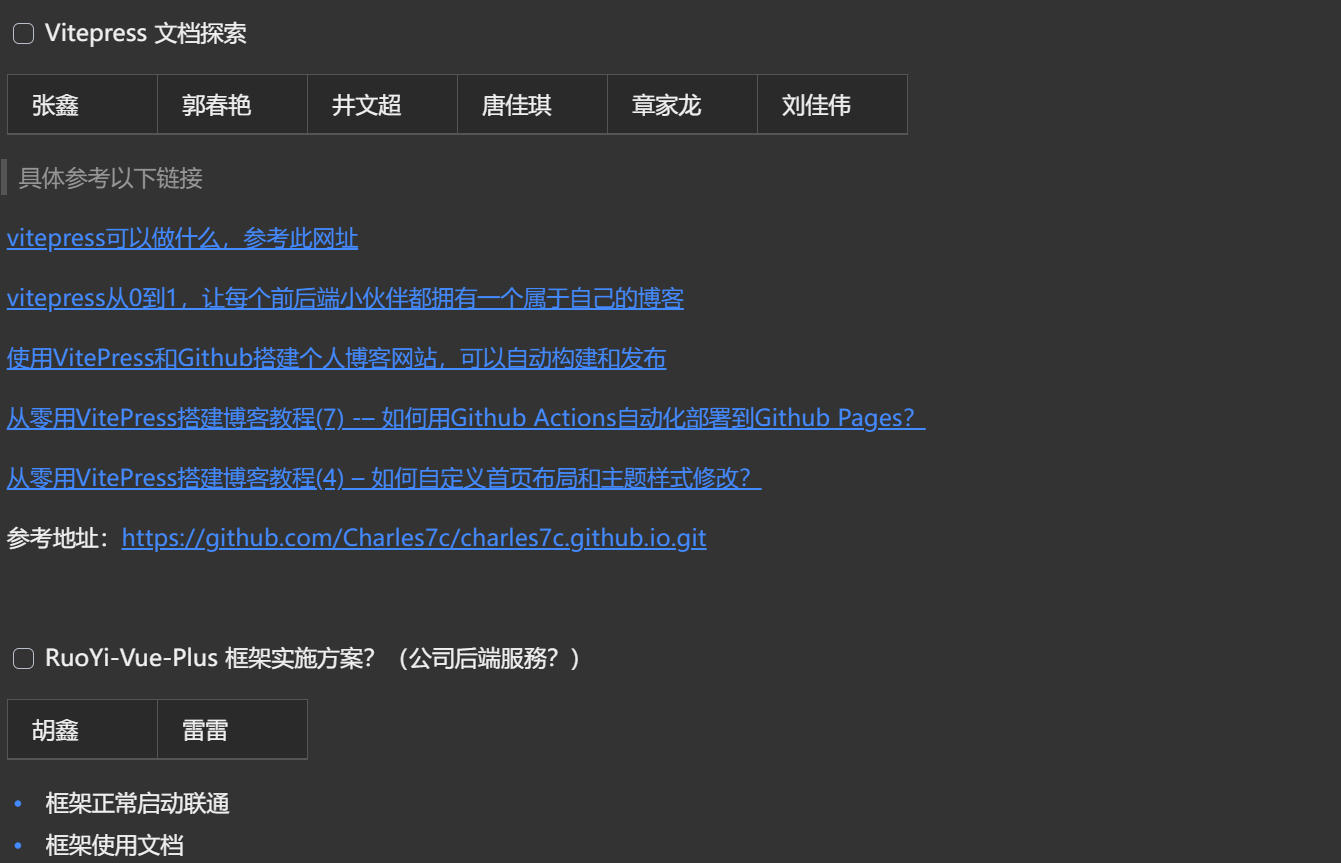 Vitepress 文档探索
张鑫 郭春艳 井文超 唐佳琪 章家龙 刘佳伟
具体参考以下链接
vitepress可以做什么，参考此网址
vitepress从0到1，让每个前后端小伙伴都拥有一个属于自己的博客
使用VitePress和Github搭建个人博客网站，可以自动构建和发布
从零用VitePress搭建博客教程(7) -– 如何用Github Actions自动化部署到Github Pages？
从零用VitePress搭建博客教程(4) – 如何自定义首页布局和主题样式修改？
参考地址：https://github.com/Charles7c/charles7c.github.io.git
RuoYi-Vue-Plus 框架实施方案？（公司后端服務？）
胡鑫 雷雷
• 框架正常启动联通
• 框架使用文档